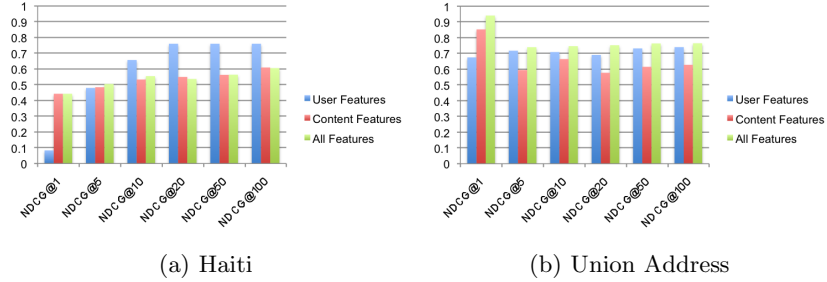 1
0.9
0.8
0.7
0.6
0.5
0.4
0.3
0.2
0.1
0
NDCG@1
NDCG@5
NDCG@10
NDCG@20
NDCG@50
NDCG@100
User Features
Content Features
All Features
(a) Haiti
1
0.9
0.8
0.7
0.6
0.5
0.4
0.3
0.2
0.1
0
NDCG@1
NDCG@5
NDCG@10
NDCG@20
NDCG@50
NDCG@100
User Features
Content Features
All Features
(b) Union Address